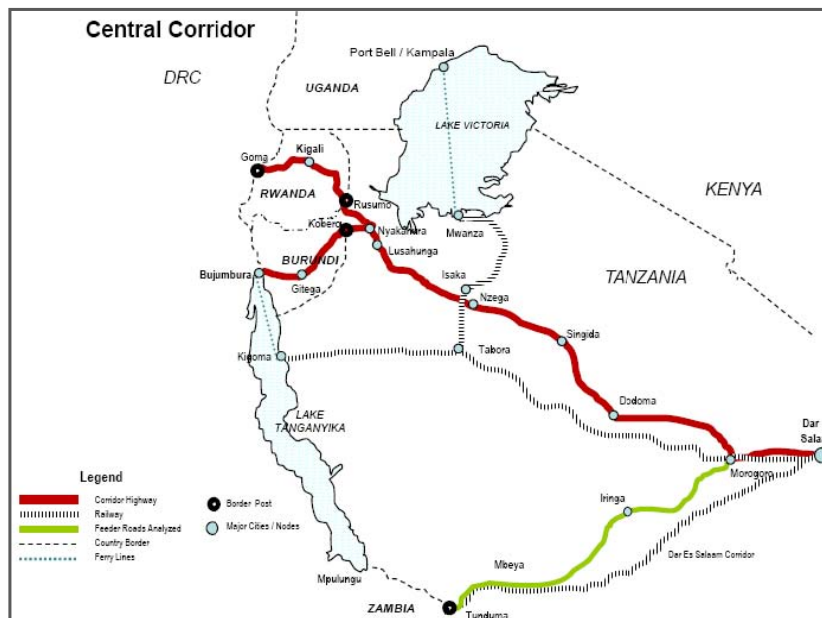 Central Corridor
Port Bell / Kampala
DRC
UGANDA
LAKE VICTORIA
Kigali
Goma
KENYA
RWANDA
Rusumo
Kobero
Nyakahura
Mwanza
Lusahunga
BURUNDI
Bujumbura
Isaka
TANZANIA
Gitega
Nzega
Singida
Kigoma
Tabora
Dodoma
LAKE
TANGANYIKA
Dar
Salaa
Morogoro
Legend
Corridor Highway
Railway
Feeder Roads Analyzed
Country Border
Ferry Lines
Border Post
Major Cities / Nodes
Iringa
Dar Es Salaam Corridor
Mbeya
Mpulungu
ZAMBIA
Tunduma